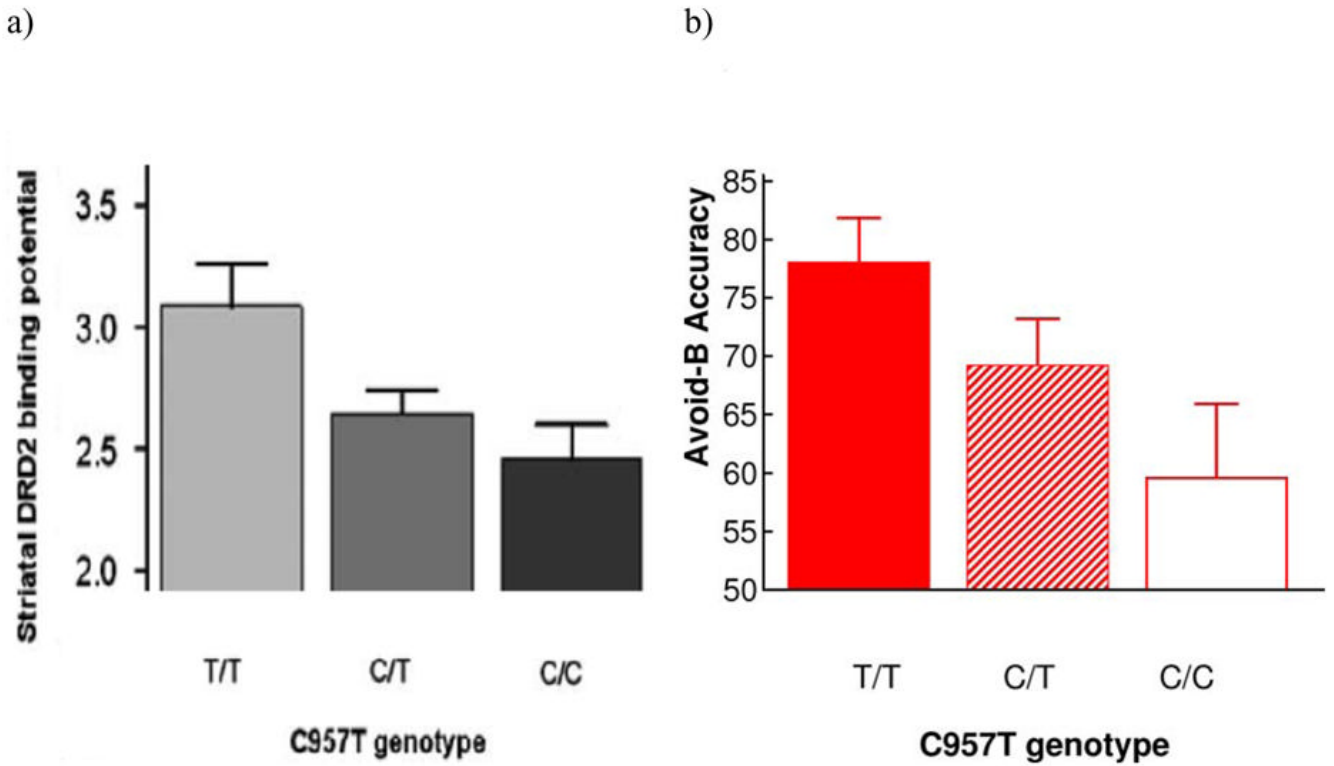 a)
Striatal DRD2 binding potential
3.5
3.0
2.5
2.0
T/T C/T C/C
C957T genotype
b)
Avoid-B Accuracy
85
80
75
70
65
60
55
50
T/T C/T C/C
C957T genotype